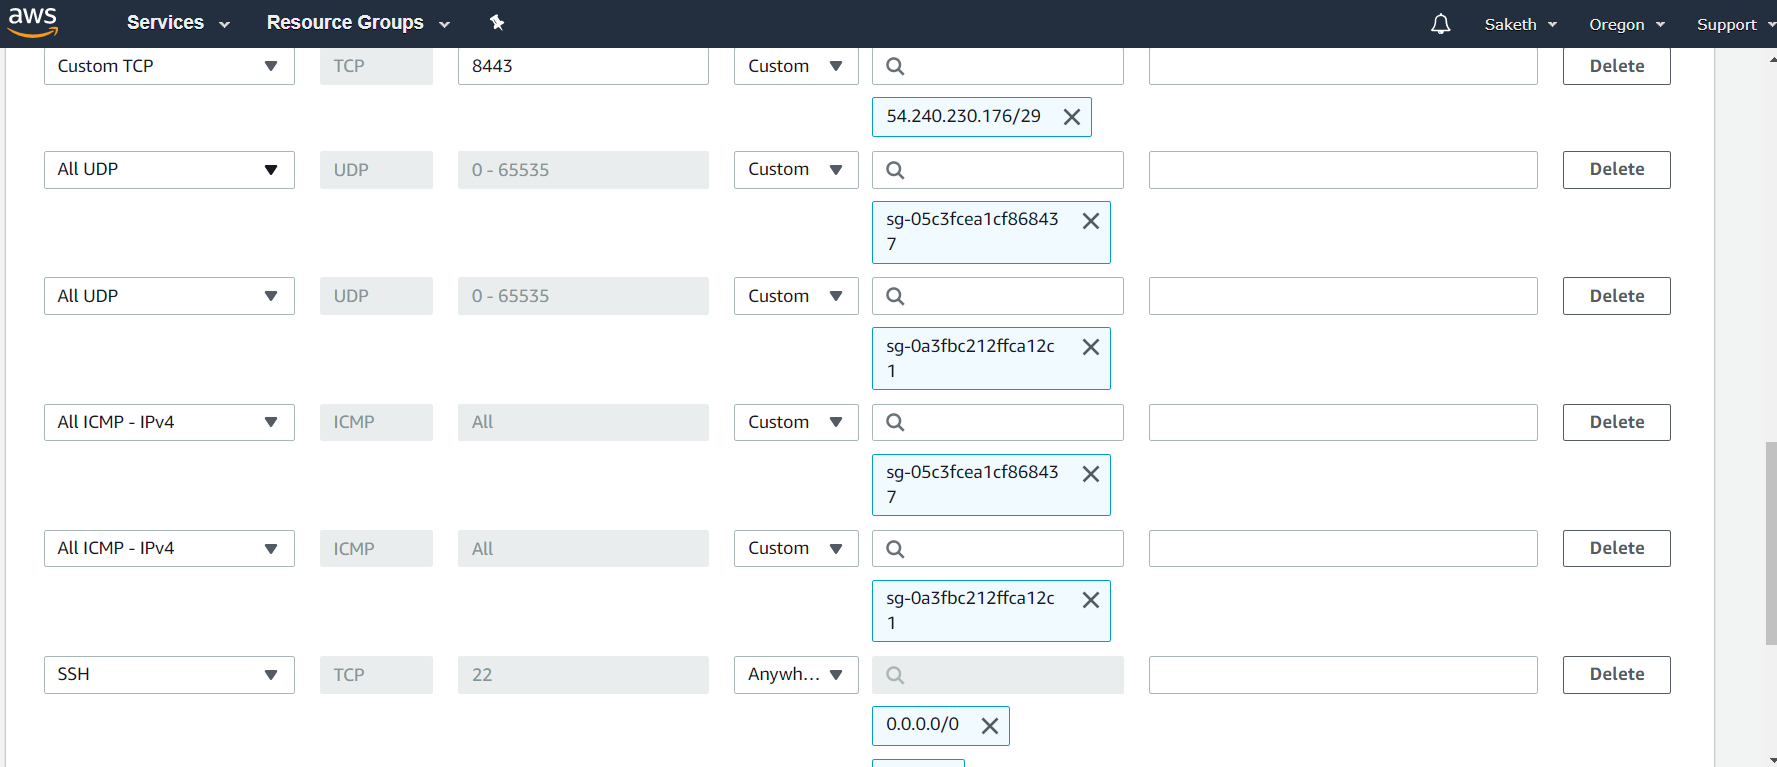 aws Services Resource Groups Saketh Oregon Support
Custom TCP TCP 8443 Custom Delete
54.240.230.176/29
All UDP UDP 0 - 65535 Custom Delete
sg-05c3fcea1cf86843
7
All UDP UDP 0 - 65535 Custom Delete
sg-0a3fbc212ffca12c
1
All ICMP - IPv4 ICMP All Custom Delete
sg-05c3fcea1cf86843
7
All ICMP - IPv4 ICMP All Custom Delete
sg-0a3fbc212ffca12c
1
SSH TCP 22 Anywh... Delete
0.0.0.0/0